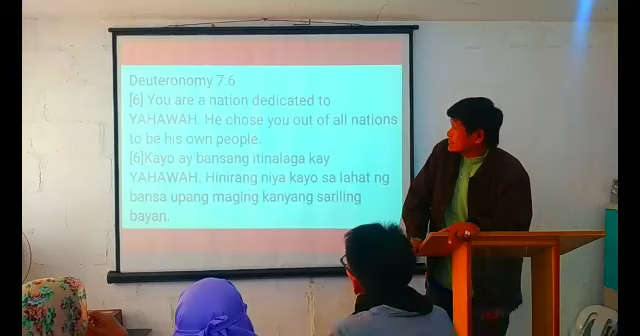 Deuteronomy 7:6
[6] You are a nation dedicated to
YAHAWAH. He chose you out of all nations
to be his own people.
[6]Kayo ay bansang itinalaga kay
YAHAWAH. Hinirang niya kayo sa lahat ng
bansa upang maging kanyang sariling
bayan.